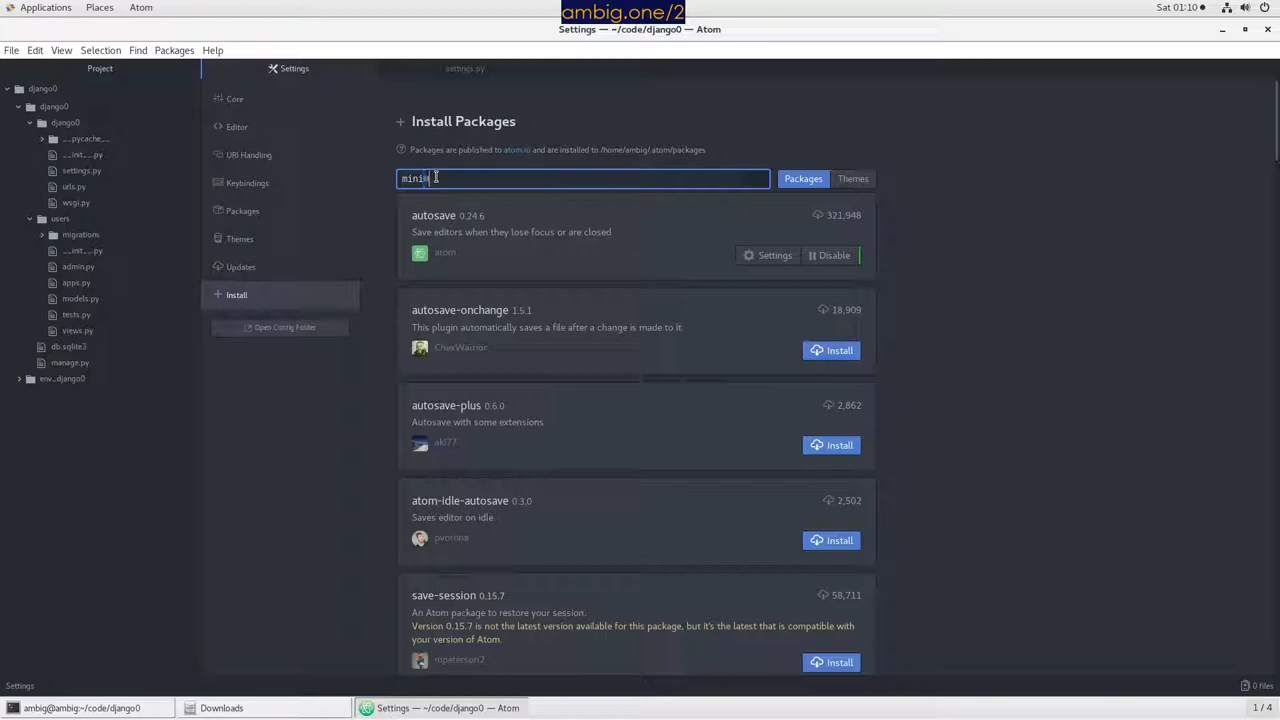 Applications Places Atom
ambig.one/2
Sat 01:10
Settings — ~/code/django0 — Atom
File Edit View Selection Find Packages Help
Project
Settings
settings.py
django0
django0
django0
__pycache__
__init__.py
settings.py
urls.py
wsgi.py
users
migrations
__init__.py
admin.py
apps.py
models.py
tests.py
views.py
db.sqlite3
manage.py
env_django0
Core
Editor
URI Handling
Keybindings
Packages
Themes
Updates
Install
Open Config Folder
Install Packages
Packages are published to atom.io and are installed to /home/ambig/.atom/packages
Packages Themes
autosave 0.24.6 321,948
Save editors when they lose focus or are closed
atom Settings Disable
autosave-onchange 1.5.1 18,909
This plugin automatically saves a file after a change is made to it.
ChexWarrior Install
autosave-plus 0.6.0 2,862
Autosave with some extensions
akl77 Install
atom-idle-autosave 0.3.0 2,502
Saves editor on idle
Install
save-session 0.15.7 58,711
An Atom package to restore your session.
Version 0.15.7 is not the latest version available for this package, but it's the latest that is compatible with
your version of Atom.
mpeterson2 Install
Settings 0 files
ambig@ambig:~/code/django0 Downloads Settings — ~/code/django0 — Atom 1 / 4